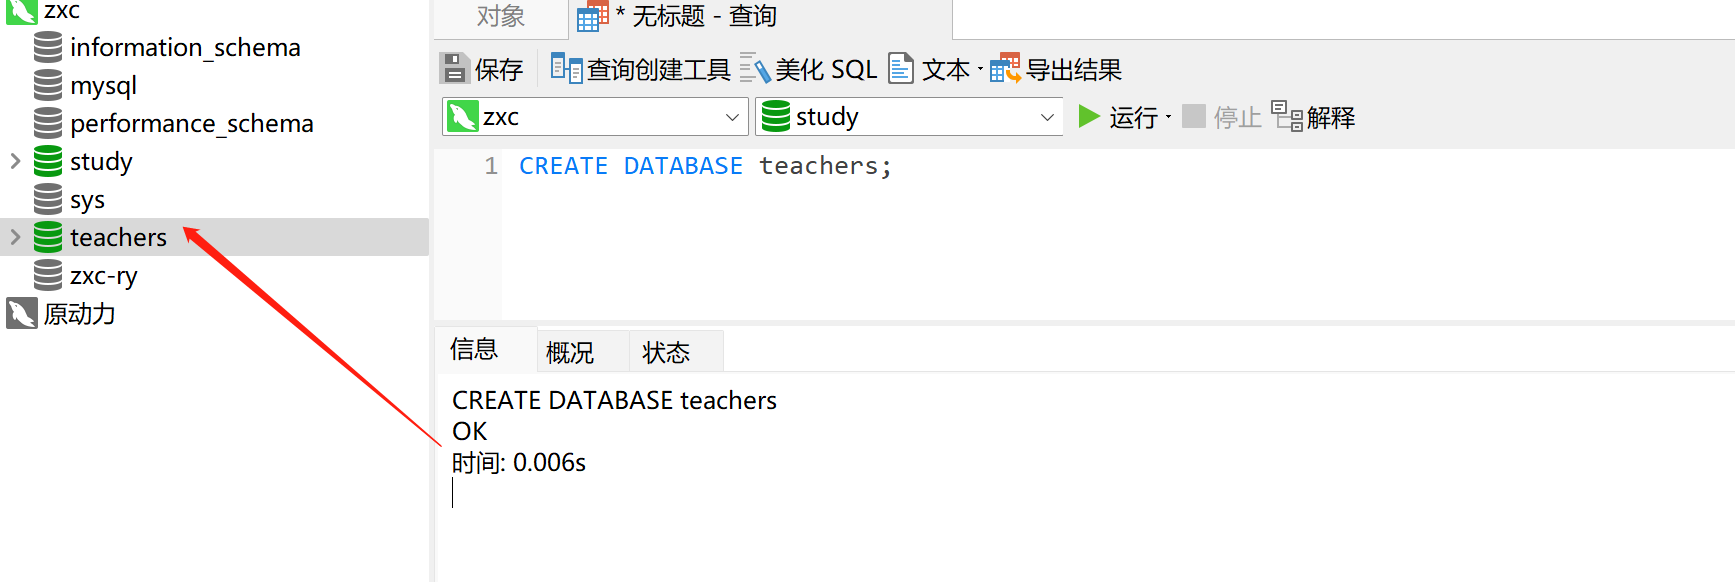 zxc
information_schema
mysql
performance_schema
study
sys
teachers
zxc-ry
原动力
对象
* 无标题 - 查询
保存 查询创建工具 美化 SQL 文本 导出结果
zxc study 运行 停止 解释
1 CREATE DATABASE teachers;
信息 概况 状态
CREATE DATABASE teachers
OK
时间: 0.006s